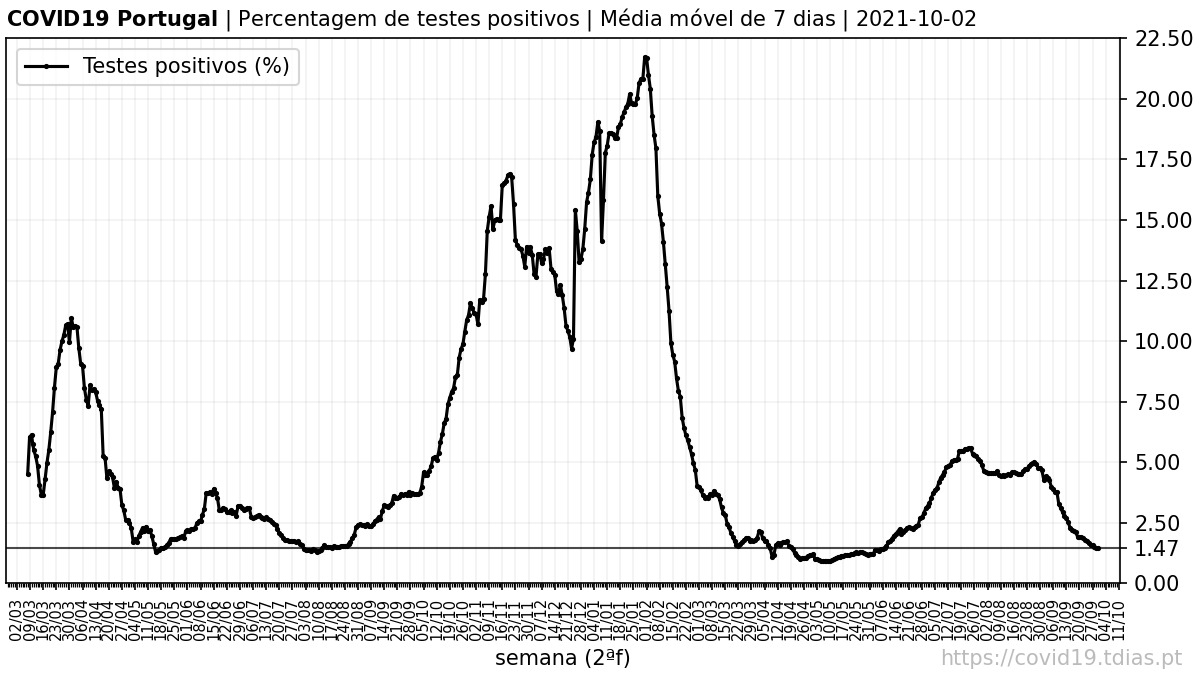 COVID19 Portugal | Percentagem de testes positivos | Média móvel de 7 dias | 2021-10-02
Testes positivos (%)
22.50
20.00
17.50
15.00
12.50
10.00
7.50
5.00
2.50
1.47
0.00
02/03 09/03 16/03 23/03 30/03 06/04 13/04 20/04 27/04 04/05 11/05 18/05 25/05 01/06 08/06 15/06 22/06 29/06 06/07 13/07 20/07 27/07 03/08 10/08 17/08 24/08 31/08 07/09 14/09 21/09 28/09 05/10 12/10 19/10 26/10 02/11 09/11 16/11 23/11 30/11 07/12 14/12 21/12 28/12 04/01 11/01 18/01 25/01 01/02 08/02 15/02 22/02 01/03 08/03 15/03 22/03 29/03 05/04 12/04 19/04 26/04 03/05 10/05 17/05 24/05 31/05 07/06 14/06 21/06 28/06 05/07 12/07 19/07 26/07 02/08 09/08 16/08 23/08 30/08 06/09 13/09 20/09 27/09 04/10 11/10
semana (2ªf)
https://covid19.tdias.pt